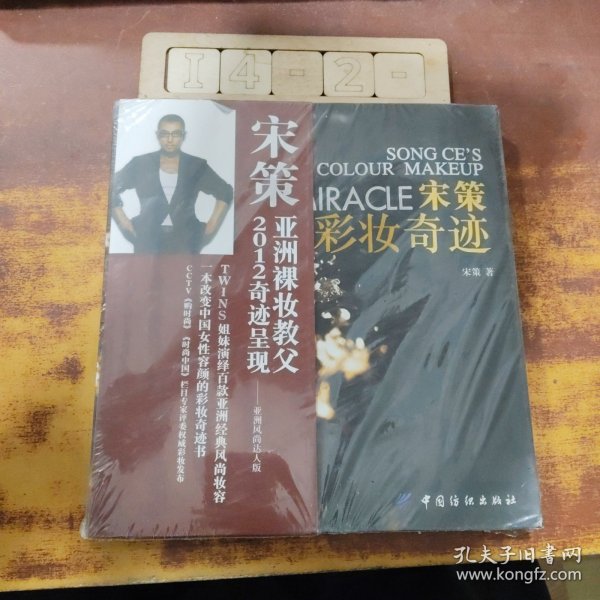 I4-2-
宋策
亚洲裸妆教父
2012奇迹呈现
——亚洲风尚达人版
TWINS姐妹演绎百款亚洲经典风尚妆容
一本改变中国女性容颜的彩妆奇迹书
CCTV《购时尚》《时尚中国》栏目专家评委权威彩妆发布
SONG CE'S
COLOUR MAKEUP
MIRACLE 宋策
彩妆奇迹
宋策 著
中国纺织出版社
孔夫子旧书网
www.kongfz.com